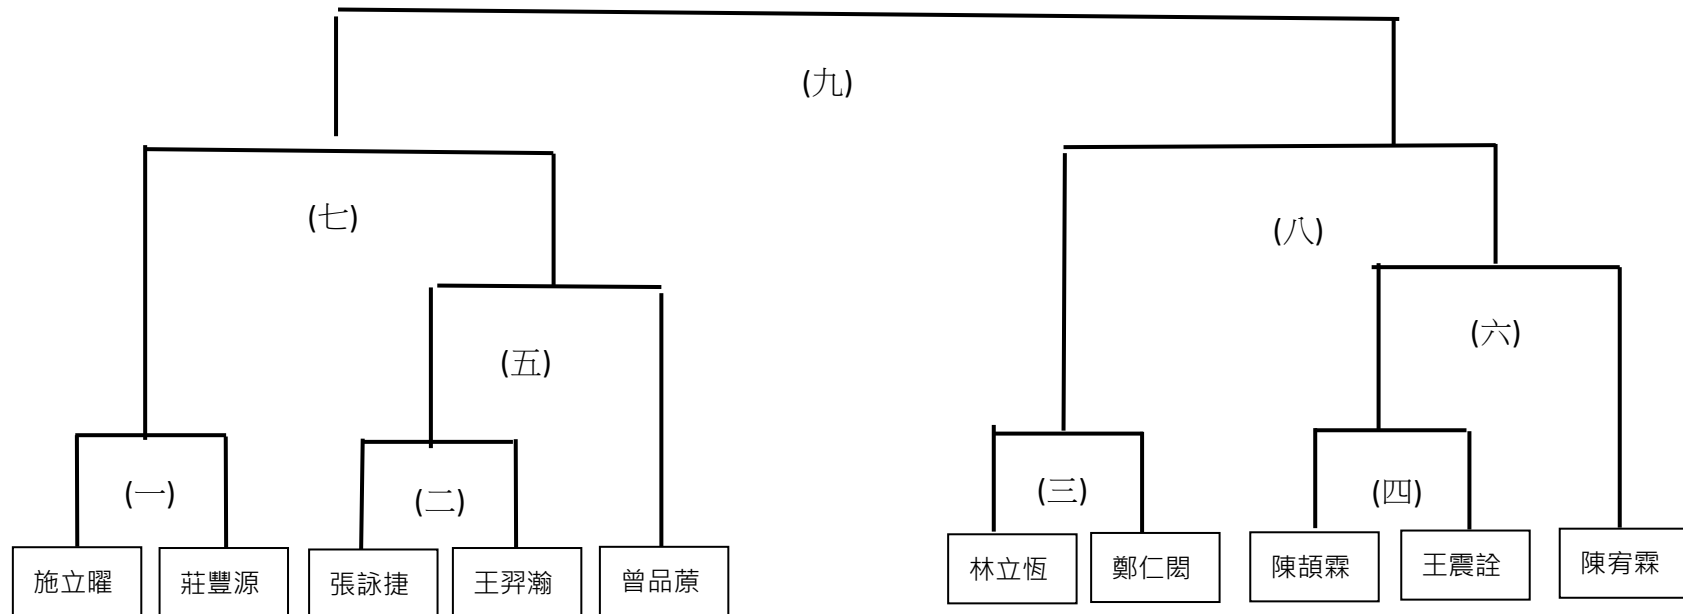 (九)
(七)
(八)
(六)
(五)
(一)
(二)
(三)
(四)
施立曜
莊豐源
張詠捷
王羿瀚
曾品蒝
林立恆
鄭仁閎
陳頡霖
王震詮
陳宥霖